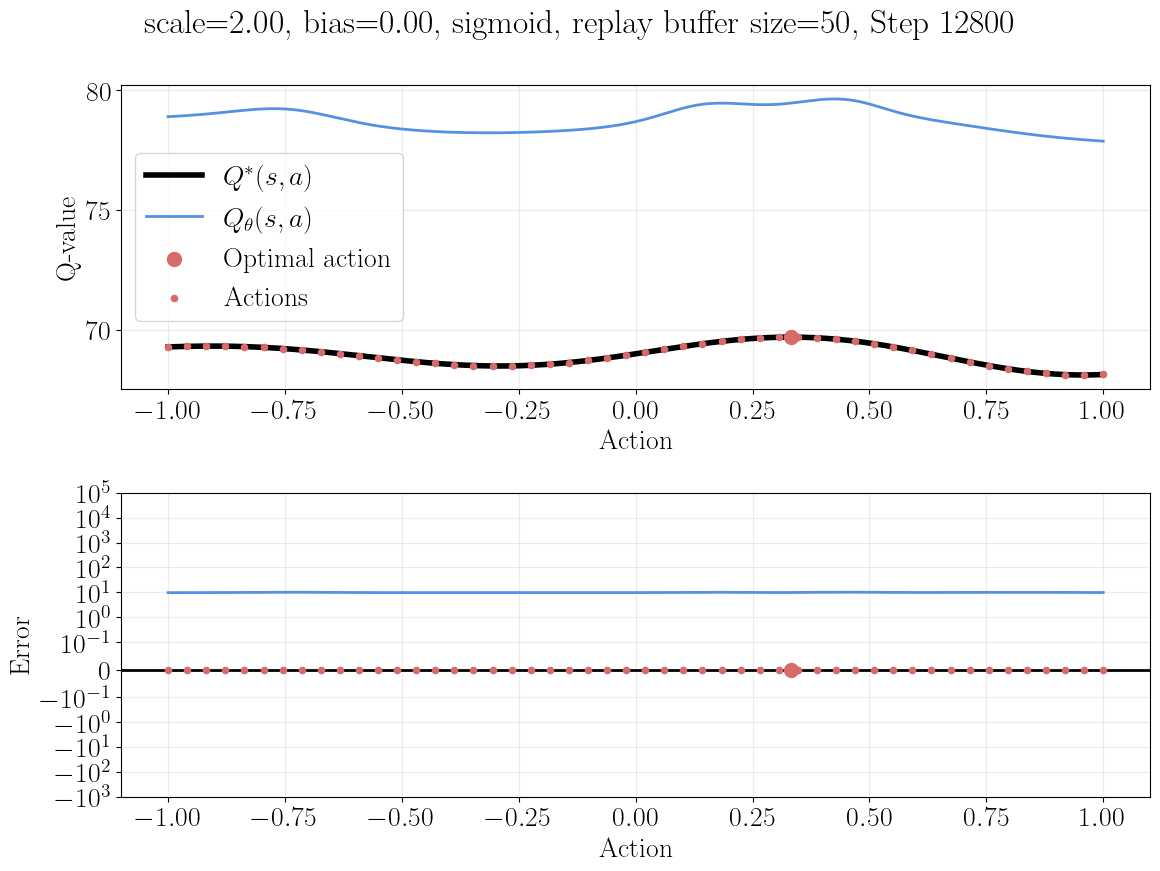 scale=2.00, bias=0.00, sigmoid, replay buffer size=50, Step 12800
80
75
70
Q-value
Q*(s, a)
Q_θ(s, a)
Optimal action
Actions
−1.00 −0.75 −0.50 −0.25 0.00 0.25 0.50 0.75 1.00
Action
10^5
10^4
10^3
10^2
10^1
10^0
10^−1
0
−10^−1
−10^0
−10^1
−10^2
−10^3
Error
−1.00 −0.75 −0.50 −0.25 0.00 0.25 0.50 0.75 1.00
Action